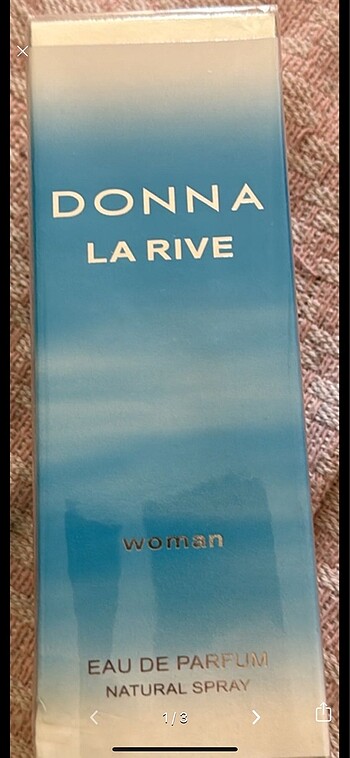 DONNA
LA RIVE
woman
EAU DE PARFUM
NATURAL SPRAY
1/3